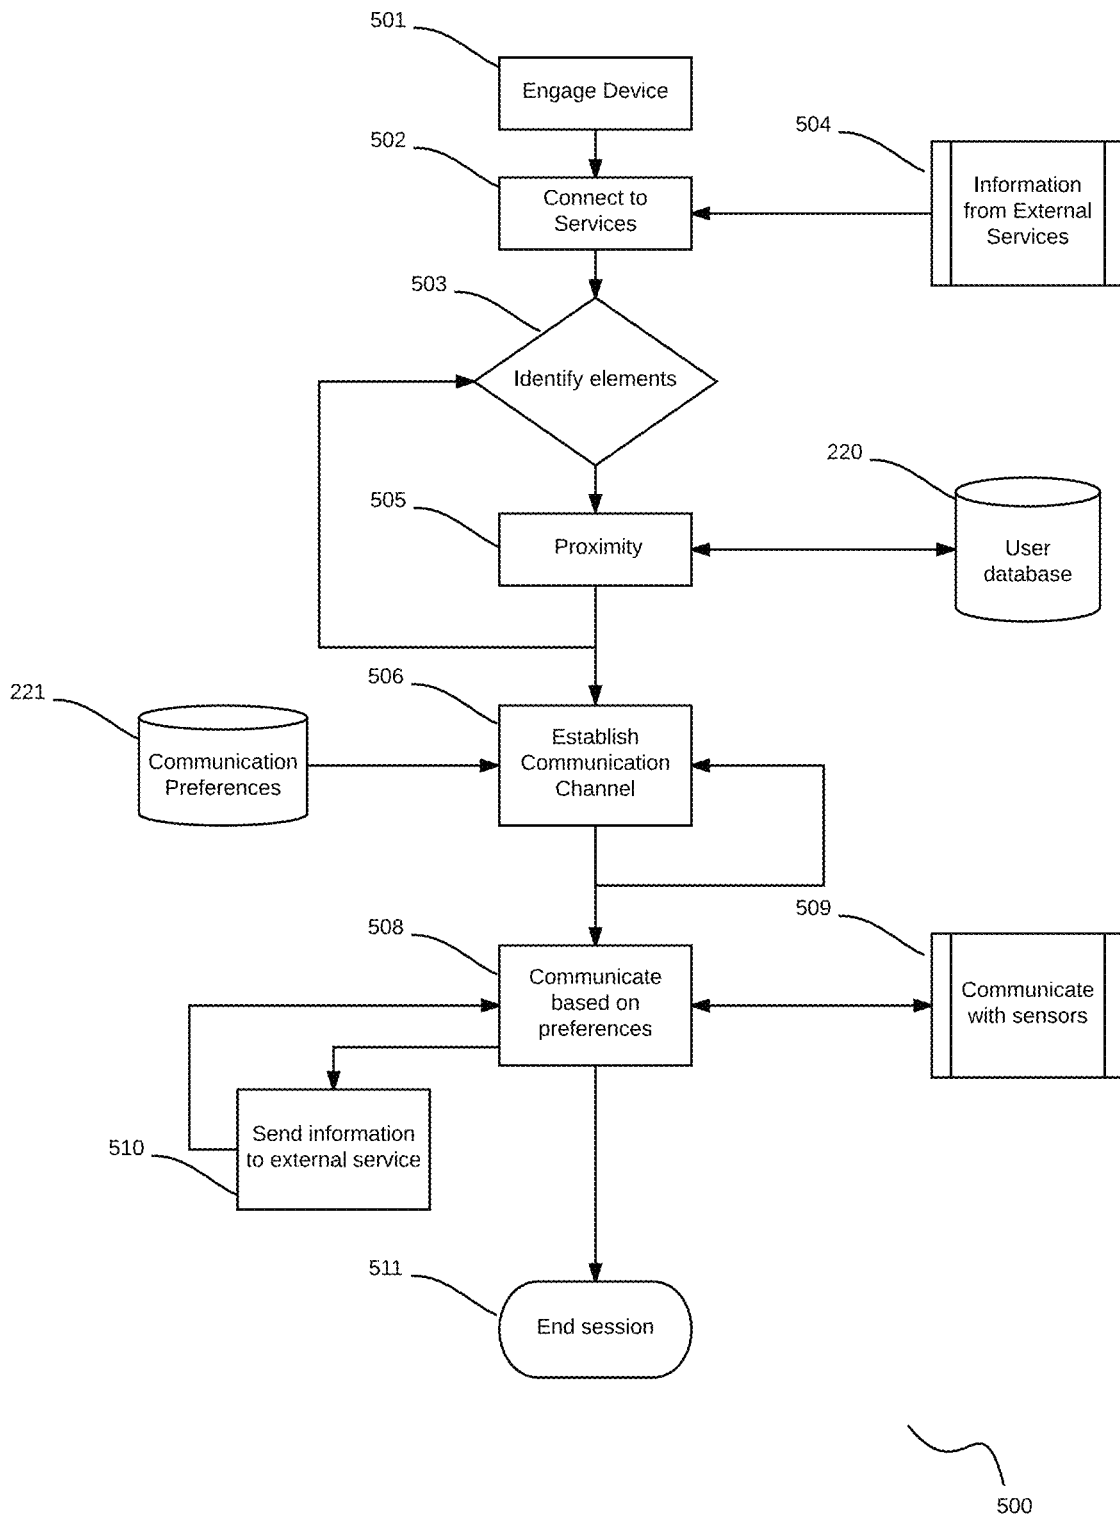 501
Engage Device
502
Connect to
Services
504
Information
from External
Services
503
Identify elements
505
Proximity
220
User
database
506
Establish
Communication
Channel
221
Communication
Preferences
508
Communicate
based on
preferences
509
Communicate
with sensors
510
Send information
to external service
511
End session
500